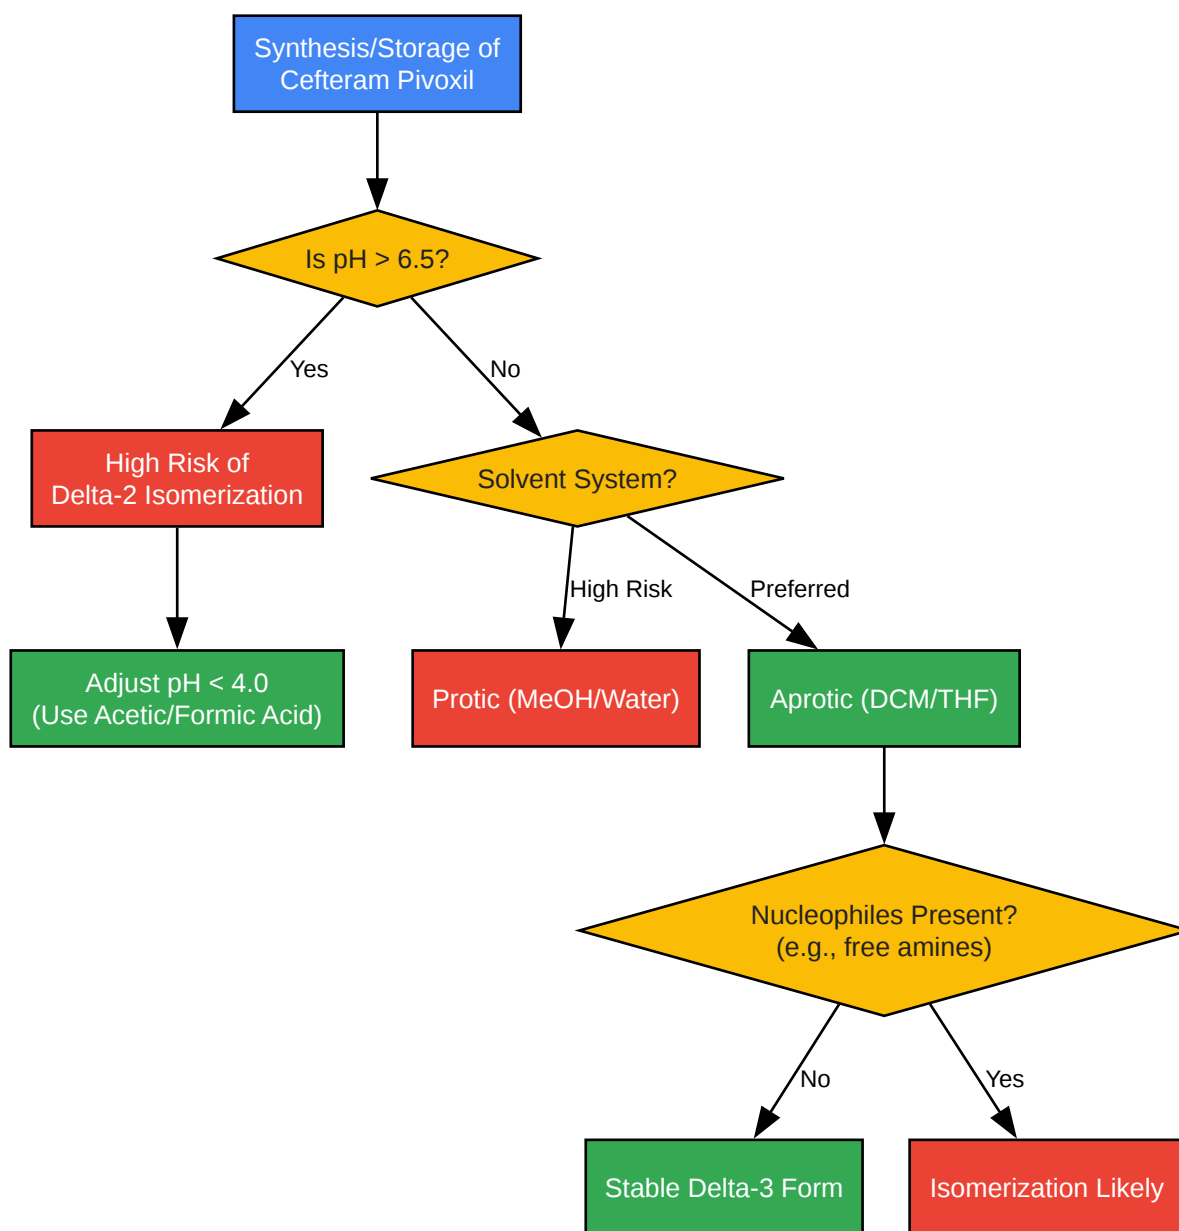 Synthesis/Storage of
Cefteram Pivoxil
Is pH > 6.5?
Yes
No
High Risk of
Delta-2 Isomerization
Solvent System?
High Risk
Preferred
Adjust pH < 4.0
(Use Acetic/Formic Acid)
Protic (MeOH/Water)
Aprotic (DCM/THF)
Nucleophiles Present?
(e.g., free amines)
No
Yes
Stable Delta-3 Form
Isomerization Likely